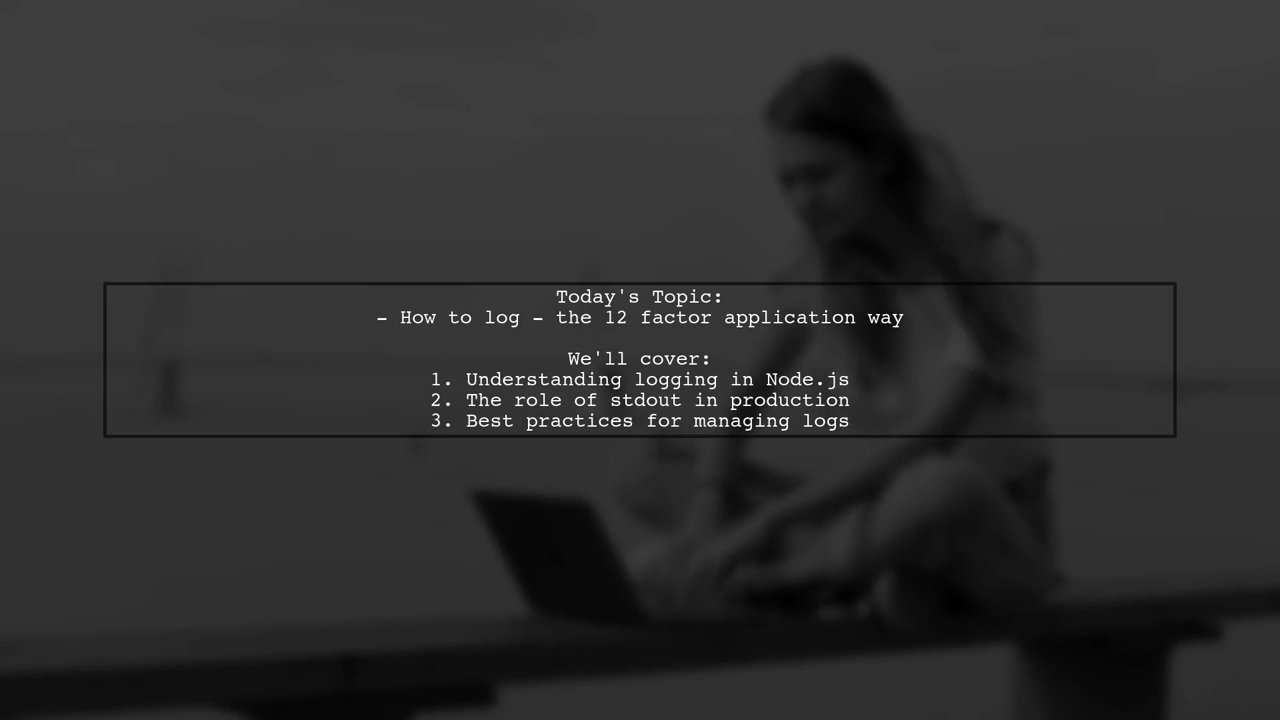 Today's Topic:
- How to log - the 12 factor application way
We'll cover:
1. Understanding logging in Node.js
2. The role of stdout in production
3. Best practices for managing logs